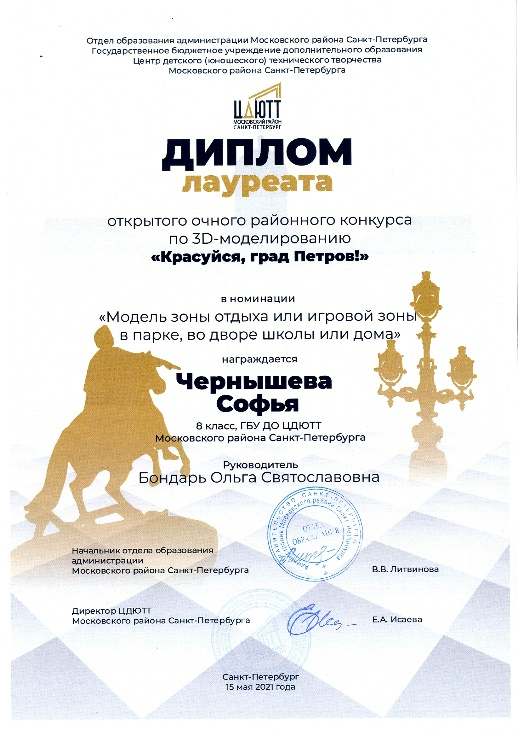 Отдел образования администрации Московского района Санкт-Петербурга
Государственное бюджетное учреждение дополнительного образования
Центр детского (юношеского) технического творчества
Московского района Санкт-Петербурга
ЦДЮТТ
МОСКОВСКИЙ РАЙОН
САНКТ-ПЕТЕРБУРГ
ДИПЛОМ
лауреата
открытого очного районного конкурса
по 3D-моделированию
«Красуйся, град Петров!»
в номинации
«Модель зоны отдыха или игровой зоны
в парке, во дворе школы или дома»
награждается
Чернышева
Софья
8 класс, ГБУ ДО ЦДЮТТ
Московского района Санкт-Петербурга
Руководитель
Бондарь Ольга Святославовна
Начальник отдела образования
администрации
Московского района Санкт-Петербурга
В.В. Литвинова
Директор ЦДЮТТ
Московского района Санкт-Петербурга
Е.А. Исаева
Санкт-Петербург
15 мая 2021 года